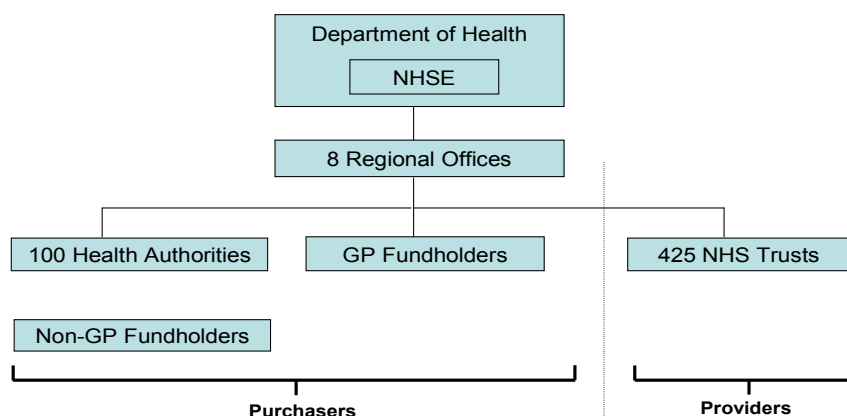 Department of Health
NHSE
8 Regional Offices
100 Health Authorities
GP Fundholders
425 NHS Trusts
Non-GP Fundholders
Purchasers
Providers